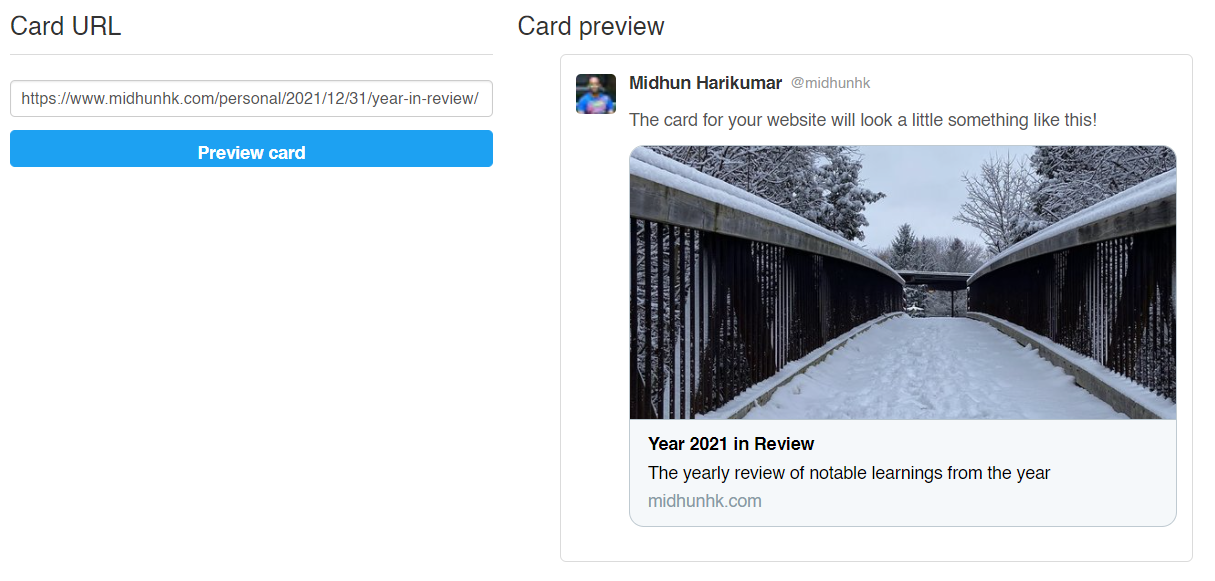 Card URL
https://www.midhunhk.com/personal/2021/12/31/year-in-review/
Preview card
Card preview
Midhun Harikumar @midhunhk
The card for your website will look a little something like this!
Year 2021 in Review
The yearly review of notable learnings from the year
midhunhk.com